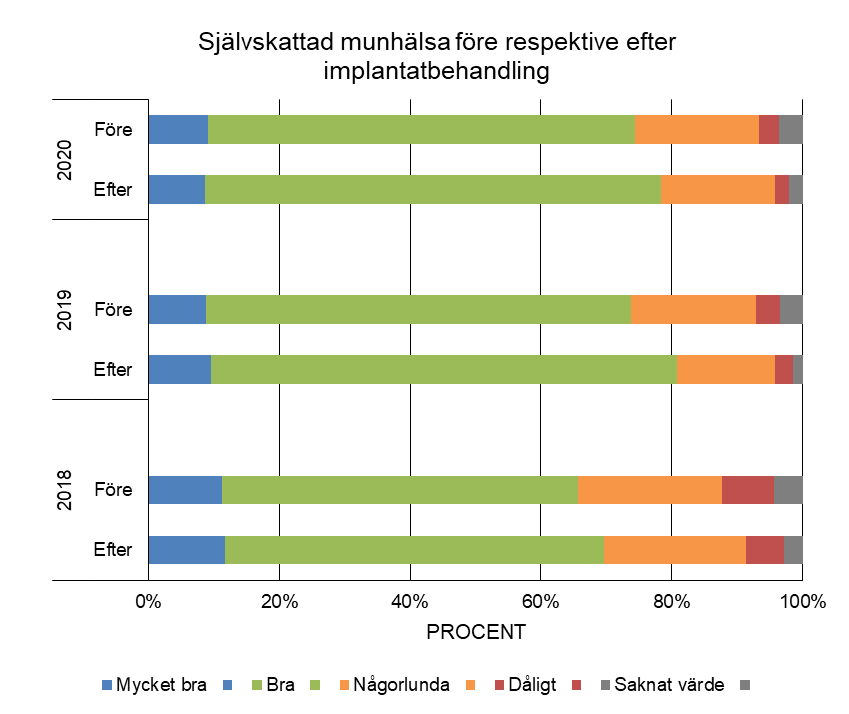 Självskattad munhälsa före respektive efter
implantatbehandling
2020
Före
Efter
2019
Före
Efter
2018
Före
Efter
0% 20% 40% 60% 80% 100%
PROCENT
Mycket bra Bra Någorlunda Dåligt Saknat värde